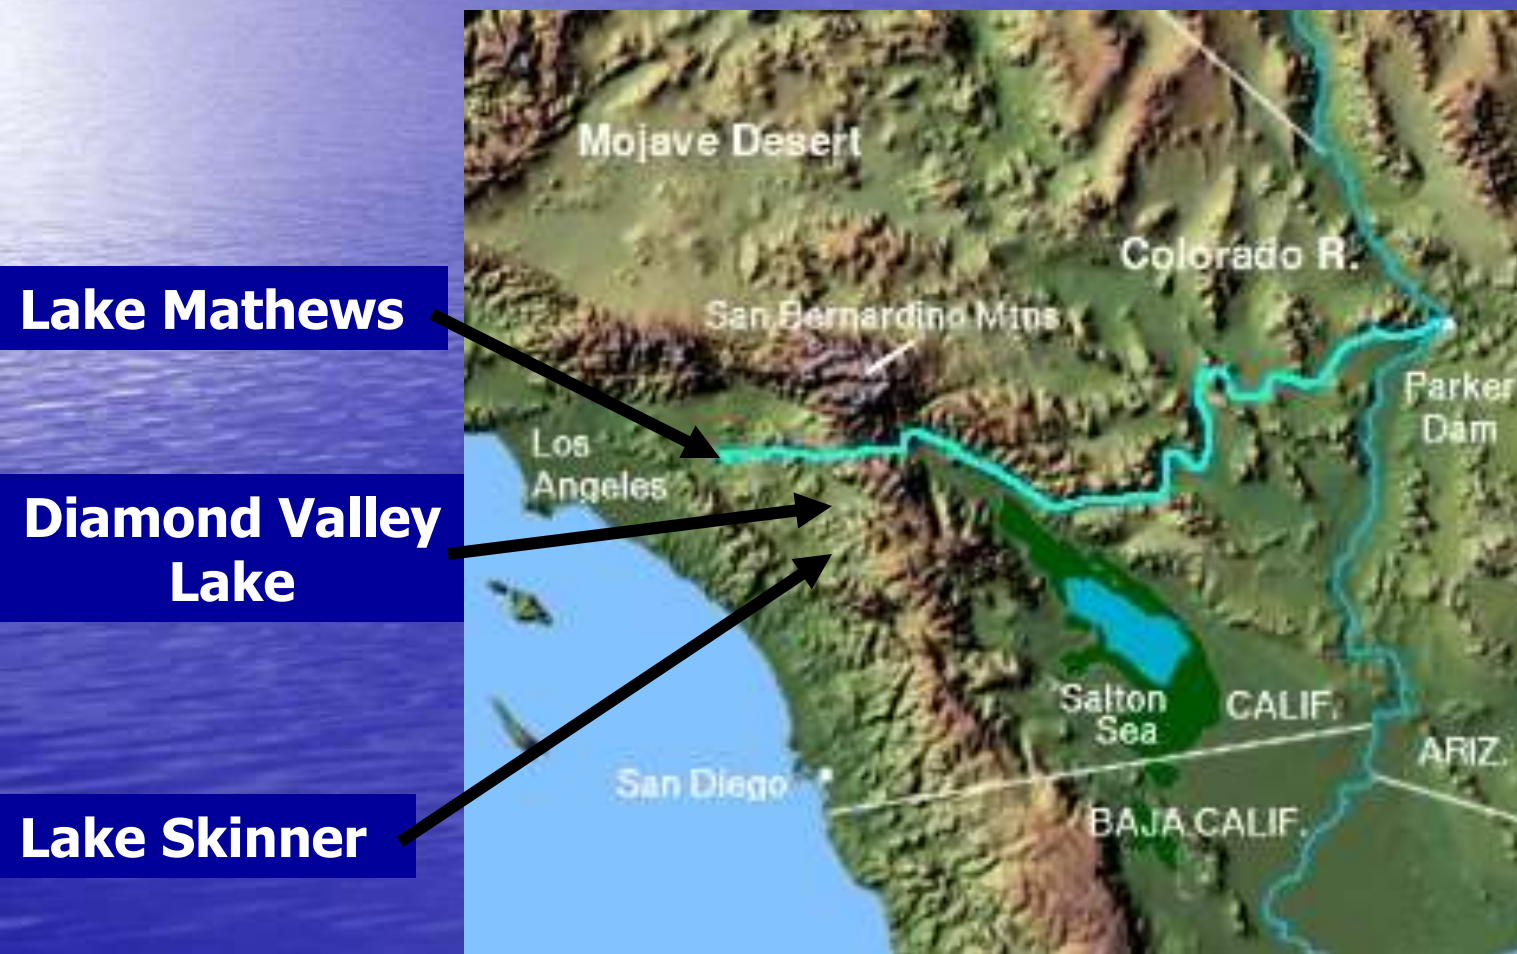 Mojave Desert
Colorado R.
Lake Mathews
San Bernardino Mtns
Parker
Dam
Los
Angeles
Diamond Valley
Lake
Salton
Sea
CALIF.
ARIZ.
San Diego
BAJA CALIF.
Lake Skinner